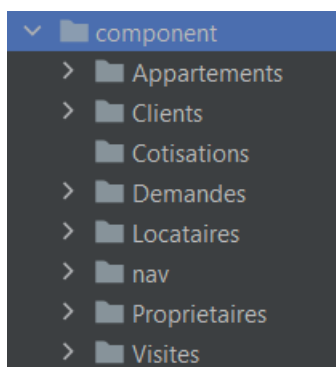 component
Appartements
Clients
Cotisations
Demandes
Locataires
nav
Proprietaires
Visites